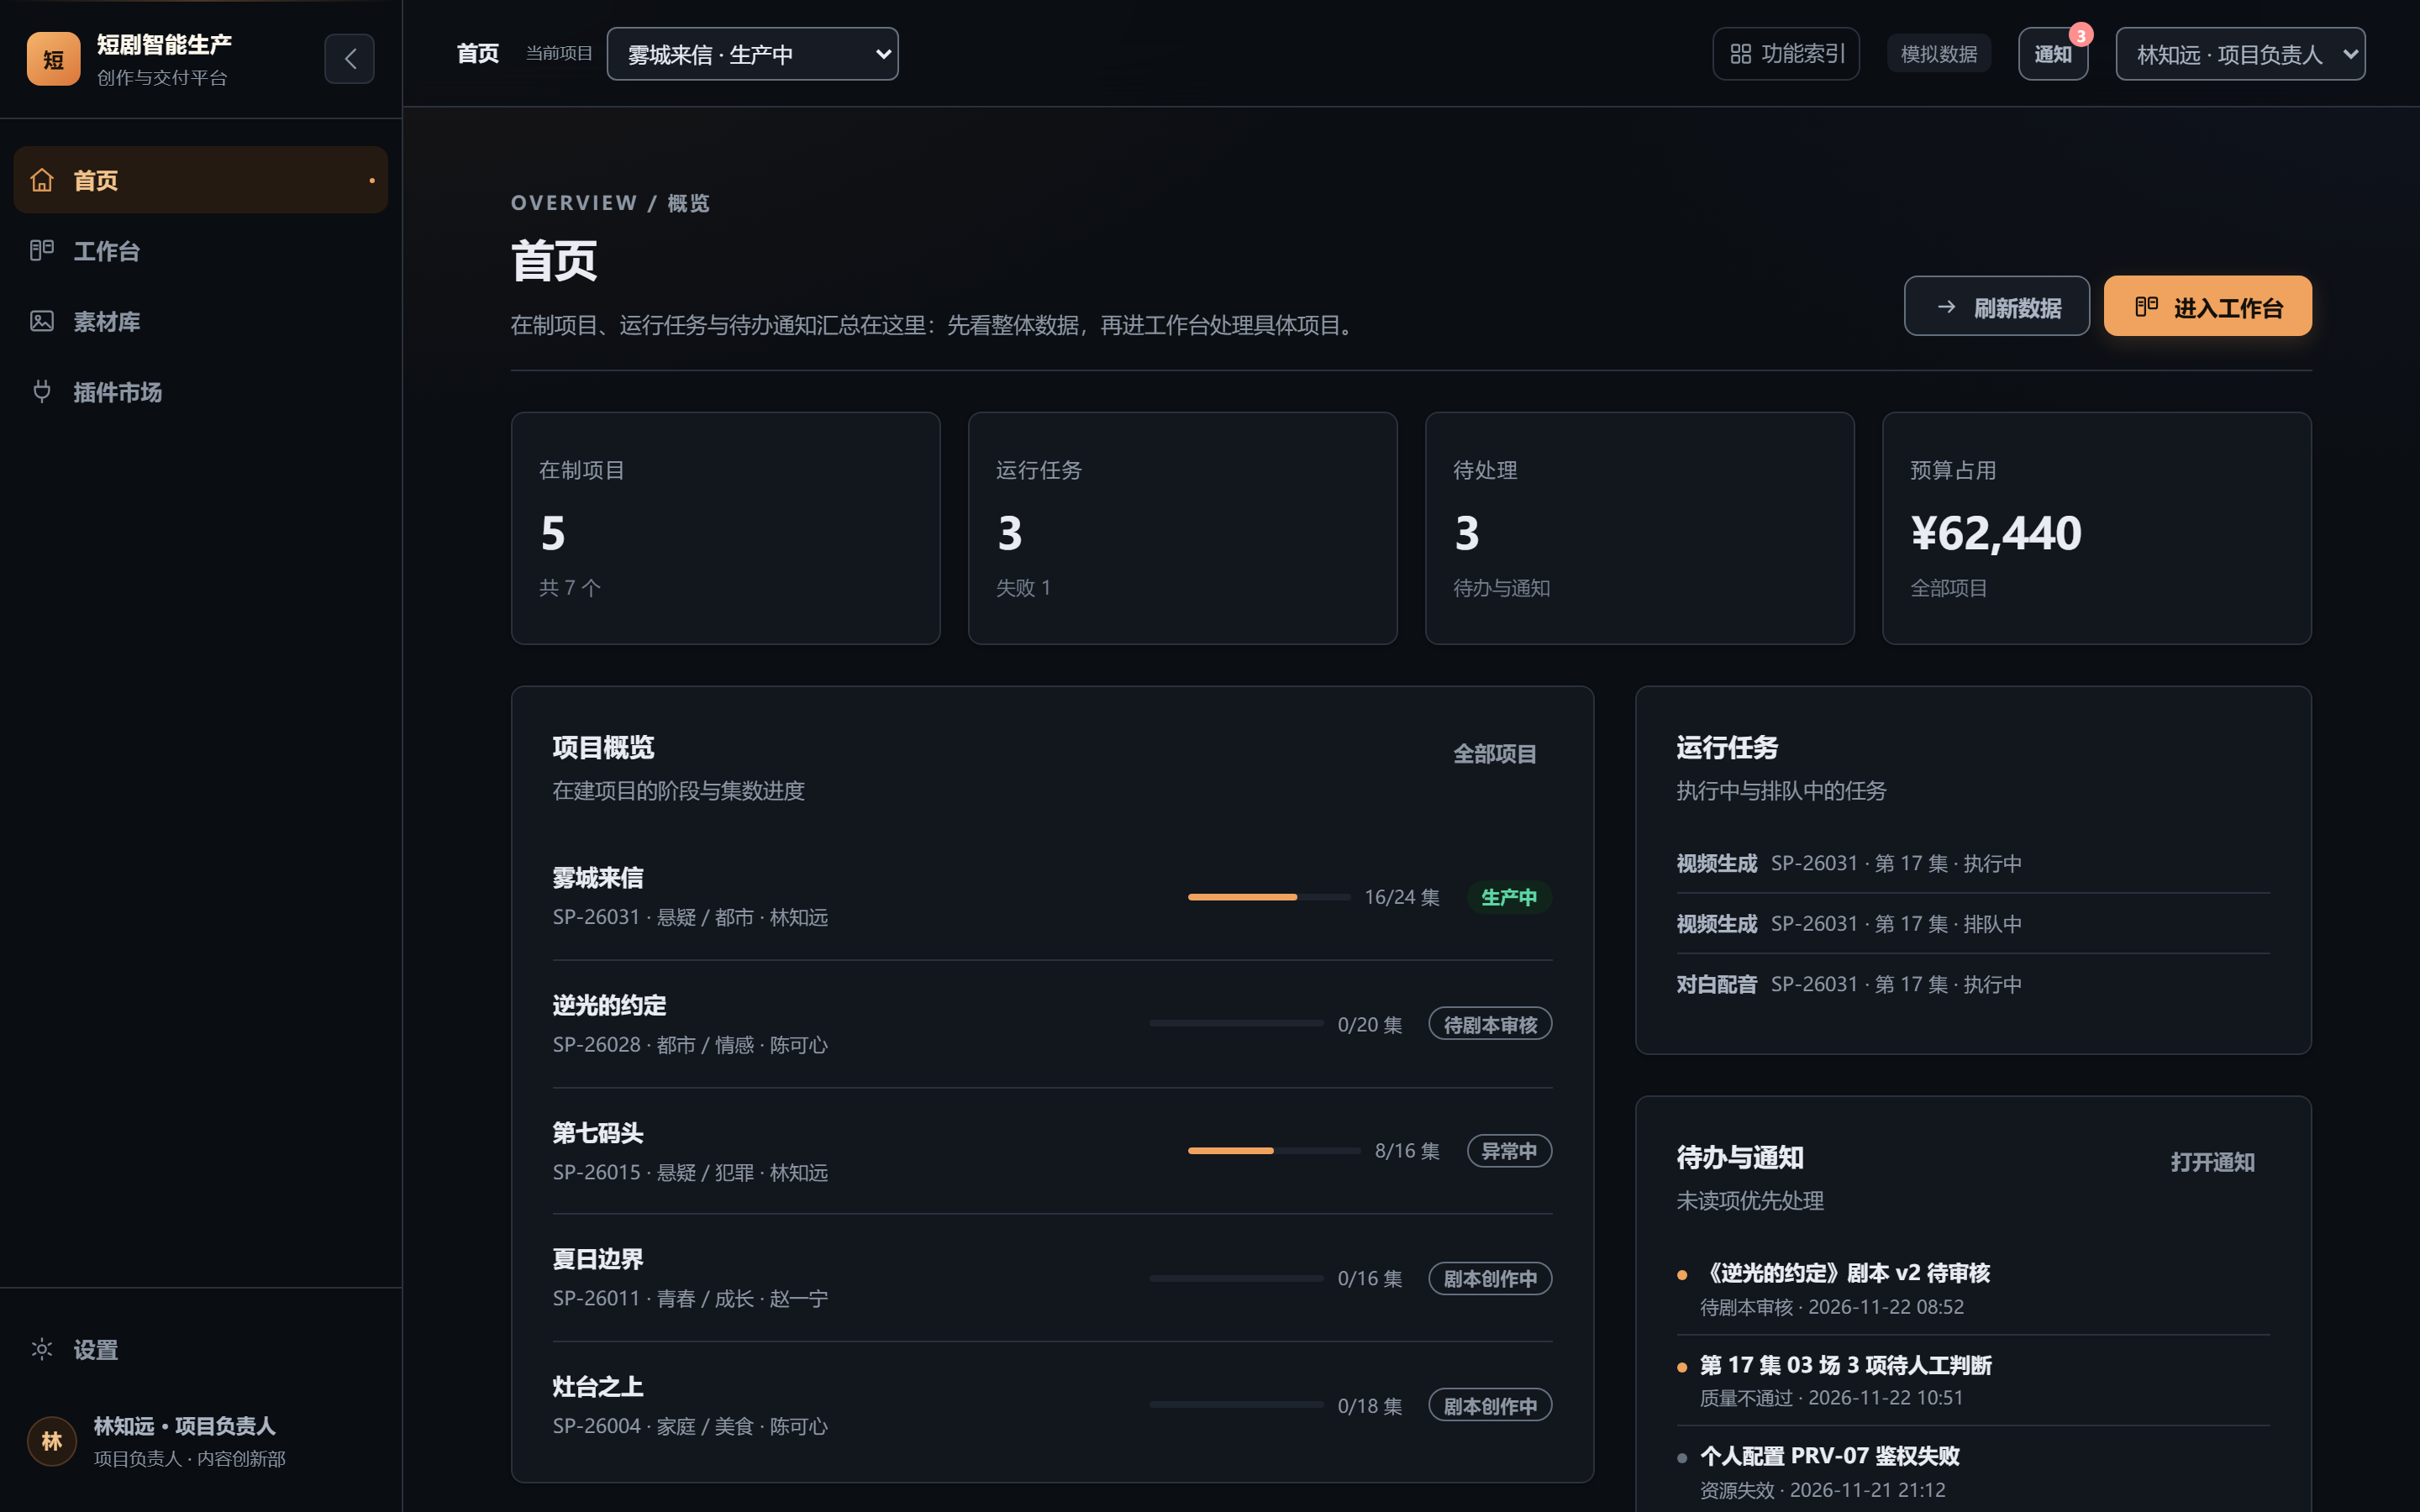 短
短剧智能生产
创作与交付平台
首页
工作台
素材库
插件市场
设置
林
林知远 • 项目负责人
项目负责人 · 内容创新部
首页
当前项目
雾城来信 · 生产中
功能索引
模拟数据
通知
3
林知远 · 项目负责人
OVERVIEW / 概览
首页
在制项目、运行任务与待办通知汇总在这里：先看整体数据，再进工作台处理具体项目。
刷新数据
进入工作台
在制项目
5
共 7 个
运行任务
3
失败 1
待处理
3
待办与通知
预算占用
¥62,440
全部项目
项目概览
在建项目的阶段与集数进度
全部项目
雾城来信
SP-26031 · 悬疑 / 都市 · 林知远
16/24 集
生产中
逆光的约定
SP-26028 · 都市 / 情感 · 陈可心
0/20 集
待剧本审核
第七码头
SP-26015 · 悬疑 / 犯罪 · 林知远
8/16 集
异常中
夏日边界
SP-26011 · 青春 / 成长 · 赵一宁
0/16 集
剧本创作中
灶台之上
SP-26004 · 家庭 / 美食 · 陈可心
0/18 集
剧本创作中
运行任务
执行中与排队中的任务
视频生成 SP-26031 · 第 17 集 · 执行中
视频生成 SP-26031 · 第 17 集 · 排队中
对白配音 SP-26031 · 第 17 集 · 执行中
待办与通知
未读项优先处理
打开通知
《逆光的约定》剧本 v2 待审核
待剧本审核 · 2026-11-22 08:52
第 17 集 03 场 3 项待人工判断
质量不通过 · 2026-11-22 10:51
个人配置 PRV-07 鉴权失败
资源失效 · 2026-11-21 21:12